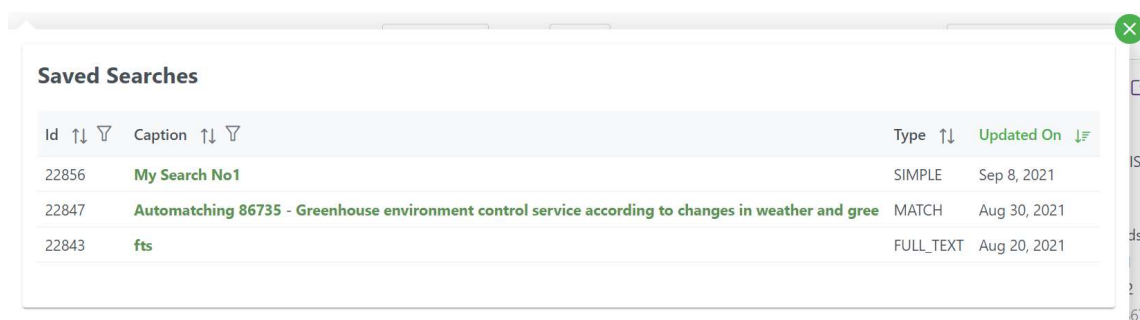 Saved Searches
Id Caption Type Updated On
22856 My Search No1 SIMPLE Sep 8, 2021
22847 Automatching 86735 - Greenhouse environment control service according to changes in weather and gree MATCH Aug 30, 2021
22843 fts FULL_TEXT Aug 20, 2021